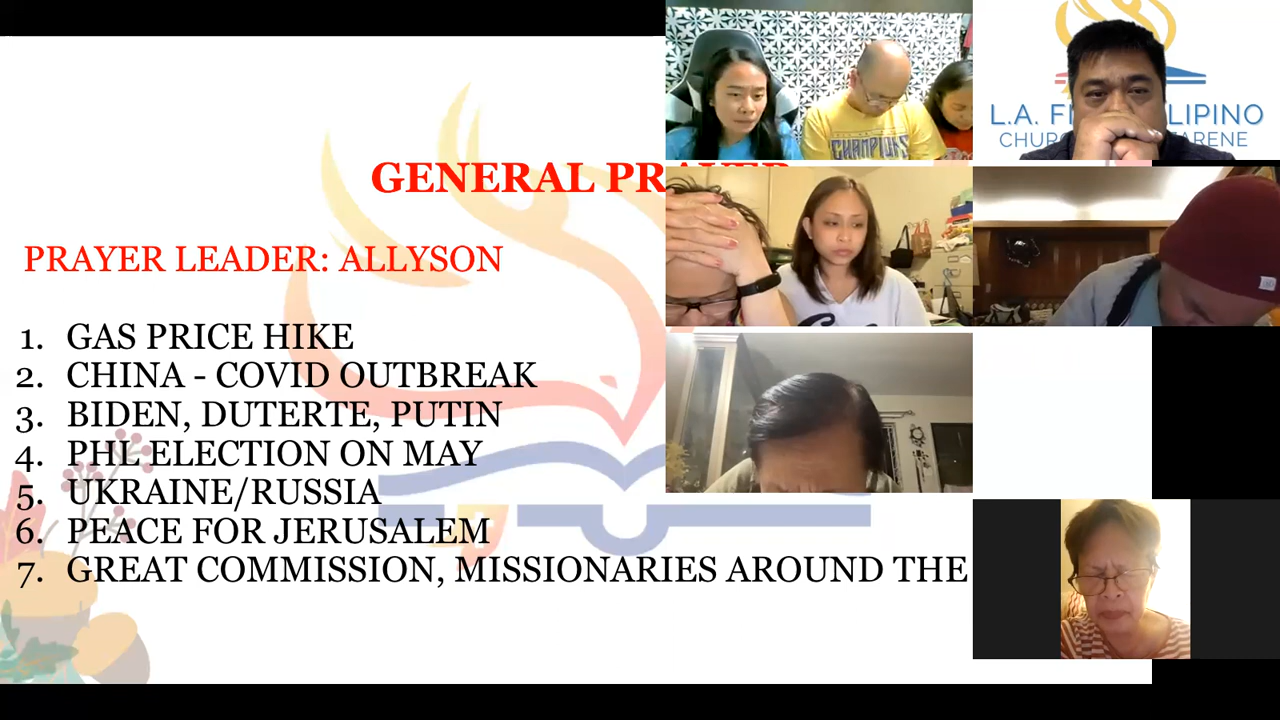 GENERAL PR
PRAYER LEADER: ALLYSON
1. GAS PRICE HIKE
2. CHINA - COVID OUTBREAK
3. BIDEN, DUTERTE, PUTIN
4. PHL ELECTION ON MAY
5. UKRAINE/RUSSIA
6. PEACE FOR JERUSALEM
7. GREAT COMMISSION, MISSIONARIES AROUND THE
CHAMPIONS
L.A. FI LIPINO
CHUR ARENE